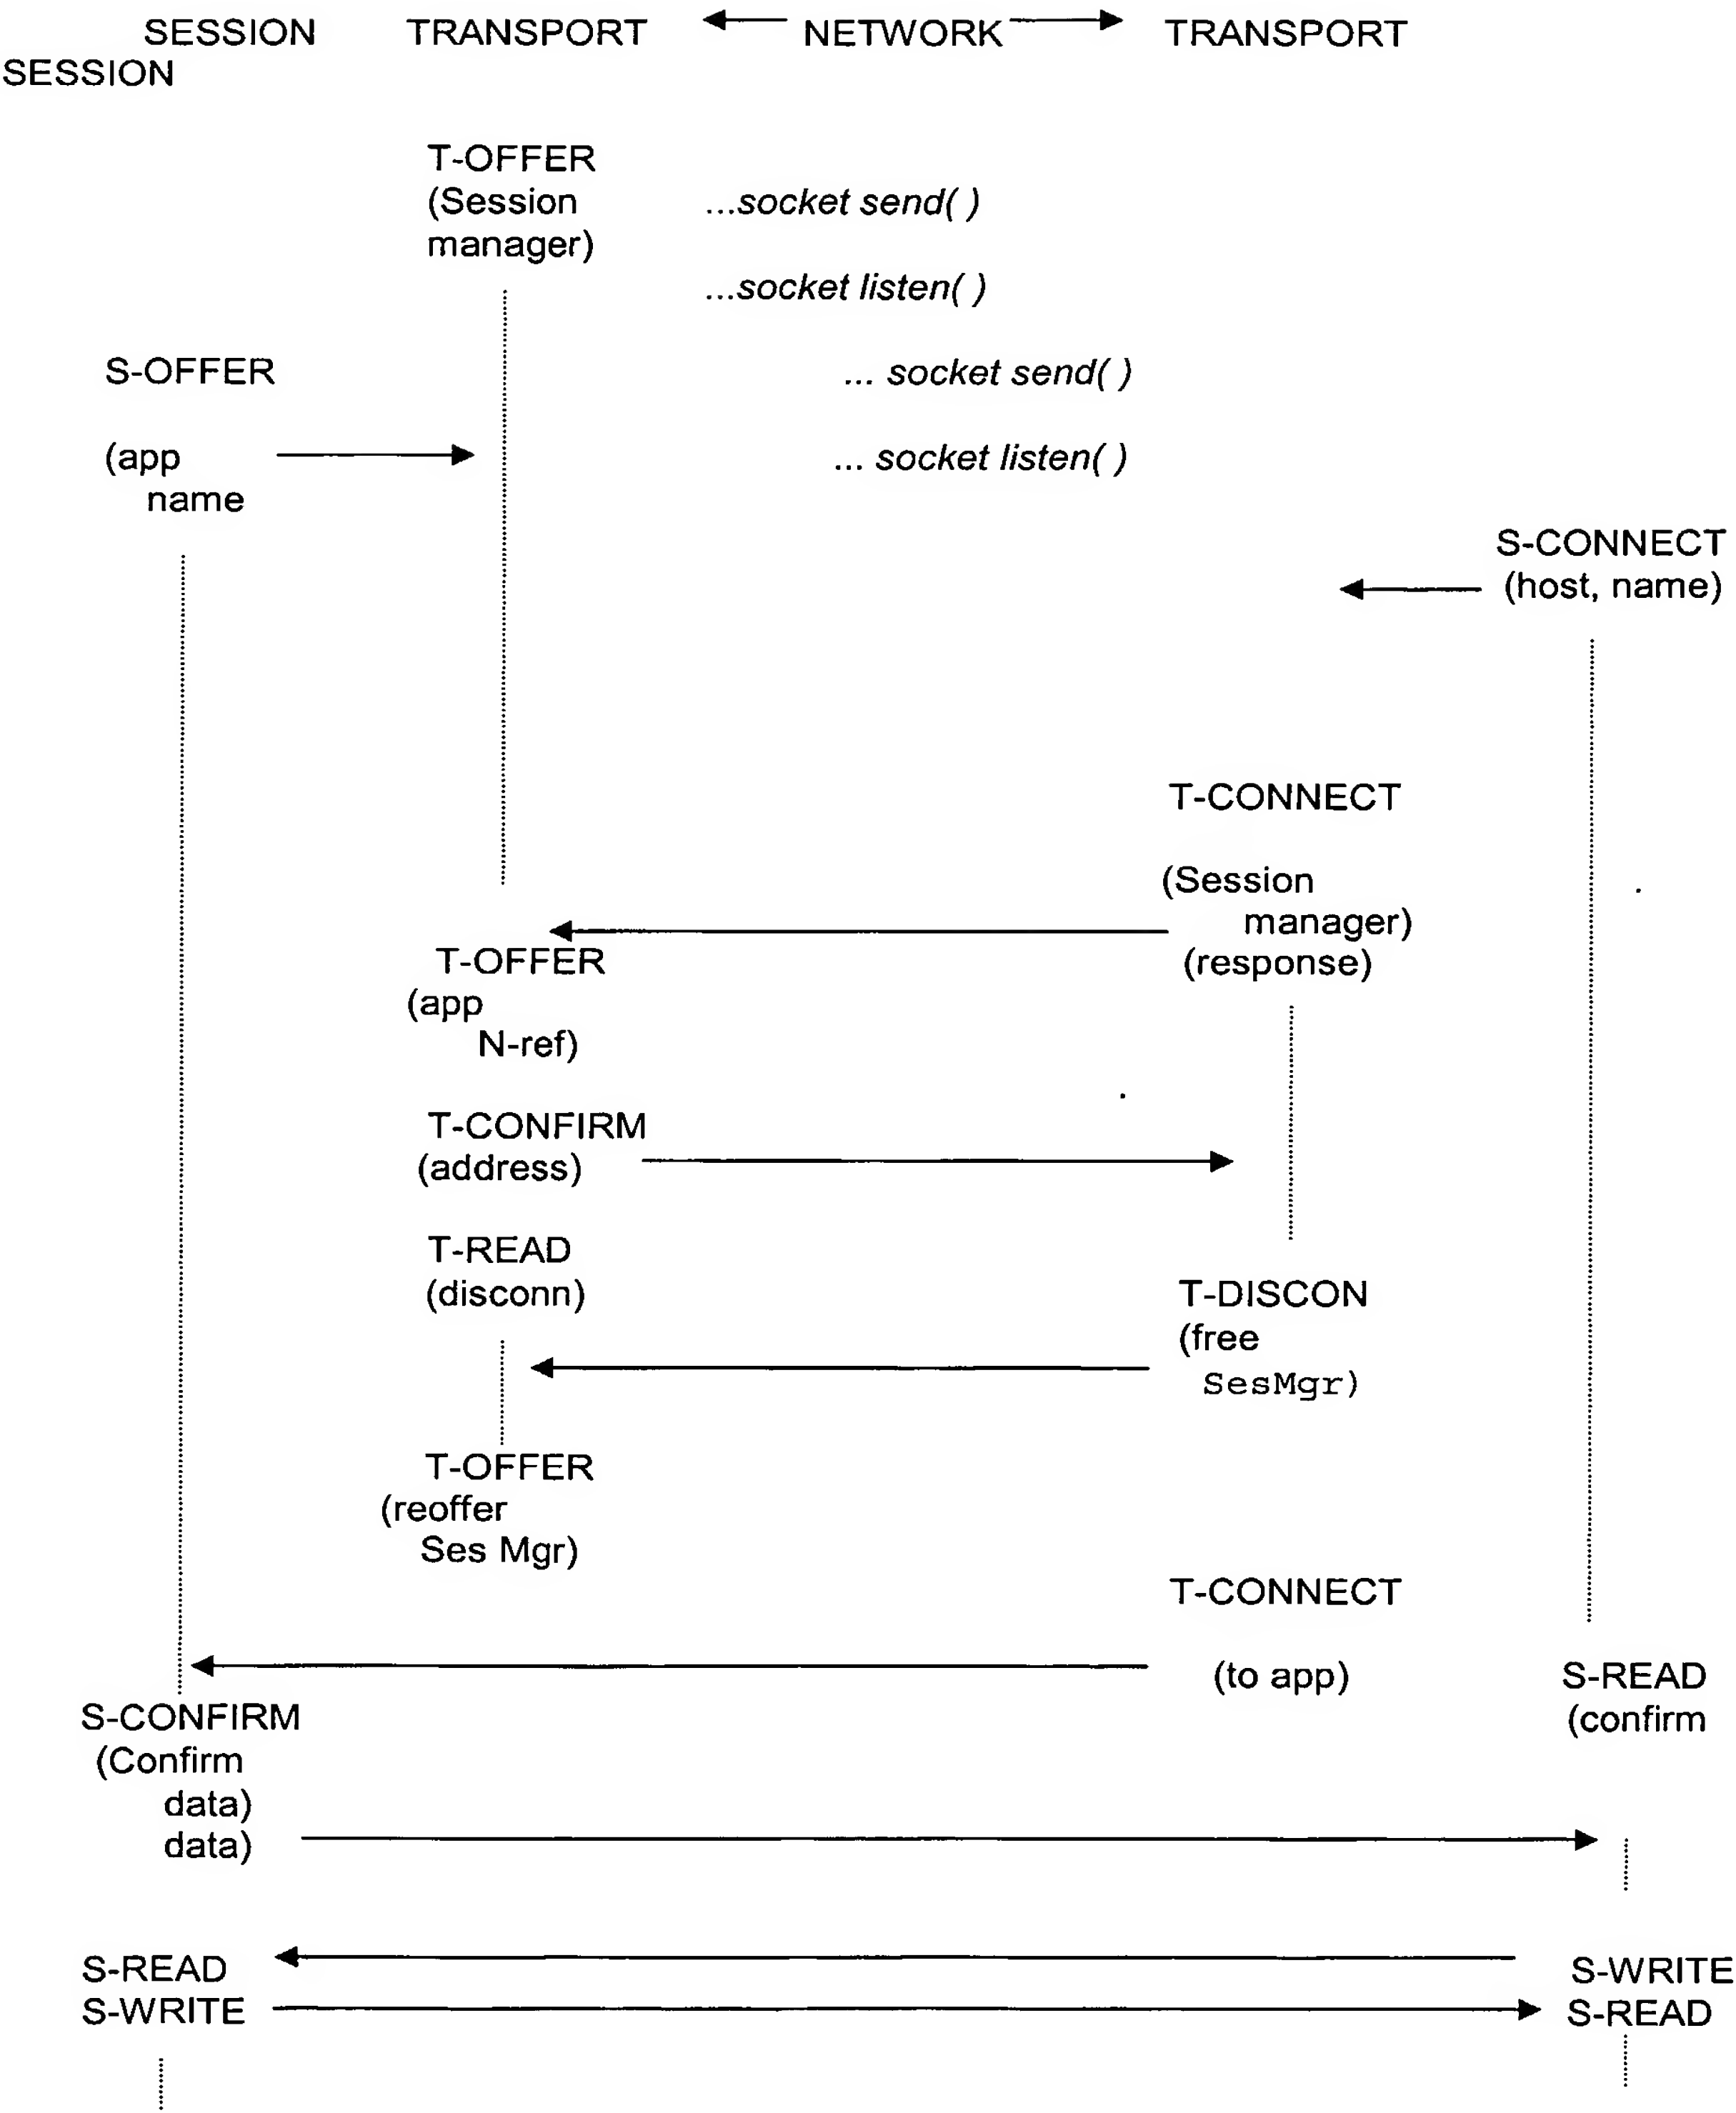 SESSION TRANSPORT NETWORK TRANSPORT
SESSION
T-OFFER
(Session ...socket send( )
manager)
...socket listen( )
S-OFFER ... socket send( )
(app ... socket listen( )
name
S-CONNECT
(host, name)
T-CONNECT
(Session
manager)
T-OFFER (response)
(app
N-ref)
T-CONFIRM
(address)
T-READ
(disconn) T-DISCON
(free
SesMgr)
T-OFFER
(reoffer
Ses Mgr)
T-CONNECT
(to app) S-READ
S-CONFIRM (confirm
(Confirm
data)
data)
S-READ S-WRITE
S-WRITE S-READ